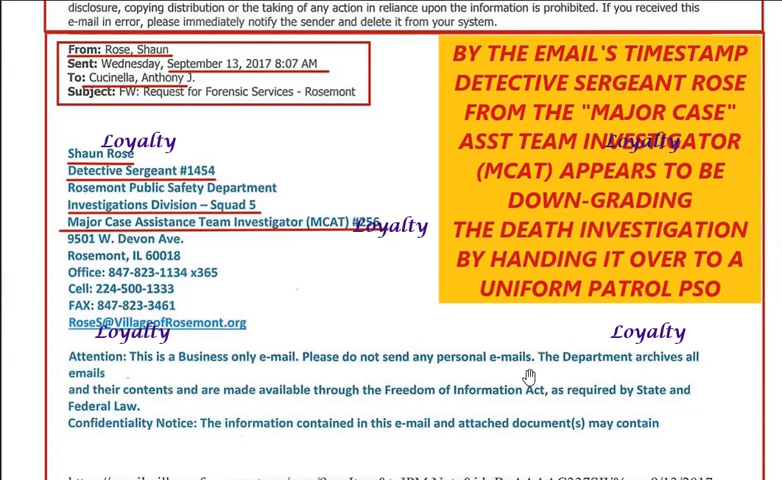 disclosure, copying distribution or the taking of any action in reliance upon the information is prohibited. If you received this
e-mail in error, please immediately notify the sender and delete it from your system.
From: Rose, Shaun
Sent: Wednesday, September 13, 2017 8:07 AM
To: Cucinella, Anthony J.
Subject: FW: Request for Forensic Services - Rosemont
BY THE EMAIL'S TIMESTAMP
DETECTIVE SERGEANT ROSE
FROM THE "MAJOR CASE"
ASST TEAM INVESTIGATOR
(MCAT) APPEARS TO BE
DOWN-GRADING
THE DEATH INVESTIGATION
BY HANDING IT OVER TO A
UNIFORM PATROL PSO
Loyalty
Loyalty
Shaun Rose
Detective Sergeant #1454
Rosemont Public Safety Department
Investigations Division – Squad 5
Major Case Assistance Team Investigator (MCAT) #256
Loyalty
9501 W. Devon Ave.
Rosemont, IL 60018
Office: 847-823-1134 x365
Cell: 224-500-1333
FAX: 847-823-3461
RoseS@VillageofRosemont.org
Loyalty
Loyalty
Attention: This is a Business only e-mail. Please do not send any personal e-mails. The Department archives all
emails
and their contents and are made available through the Freedom of Information Act, as required by State and
Federal Law.
Confidentiality Notice: The information contained in this e-mail and attached document(s) may contain